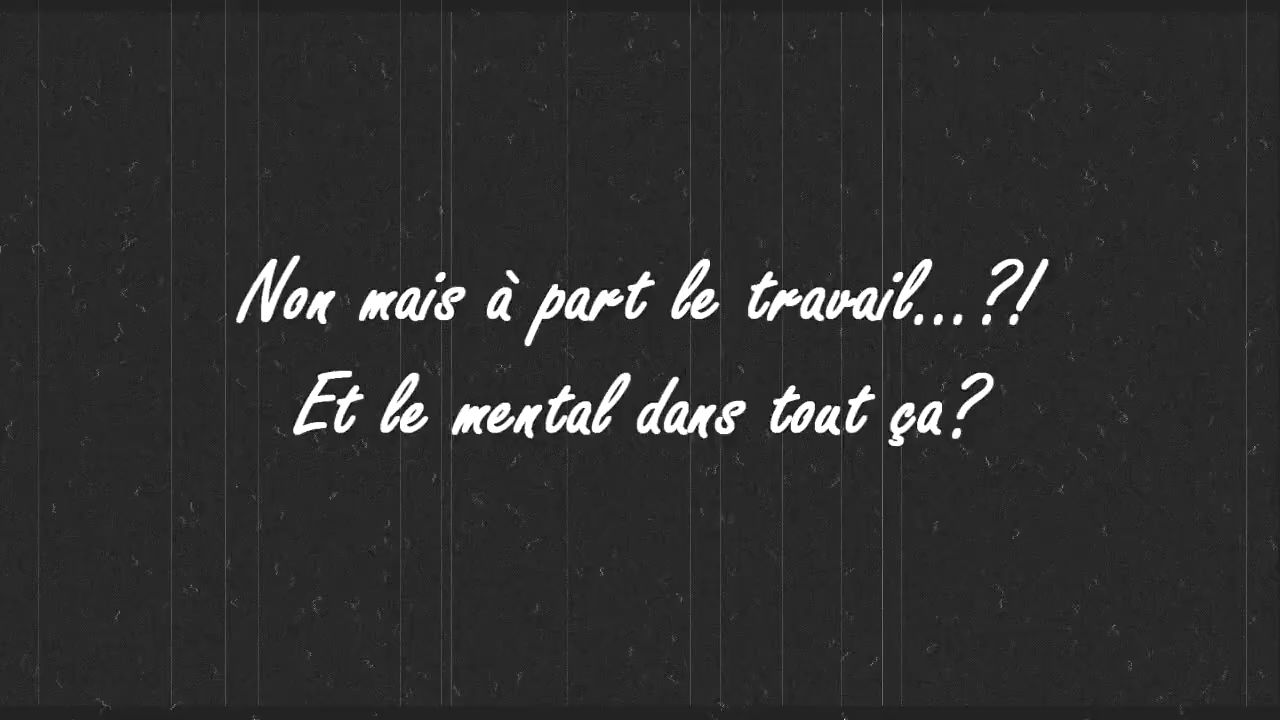 Non mais à part le travail...?!
Et le mental dans tout ça?